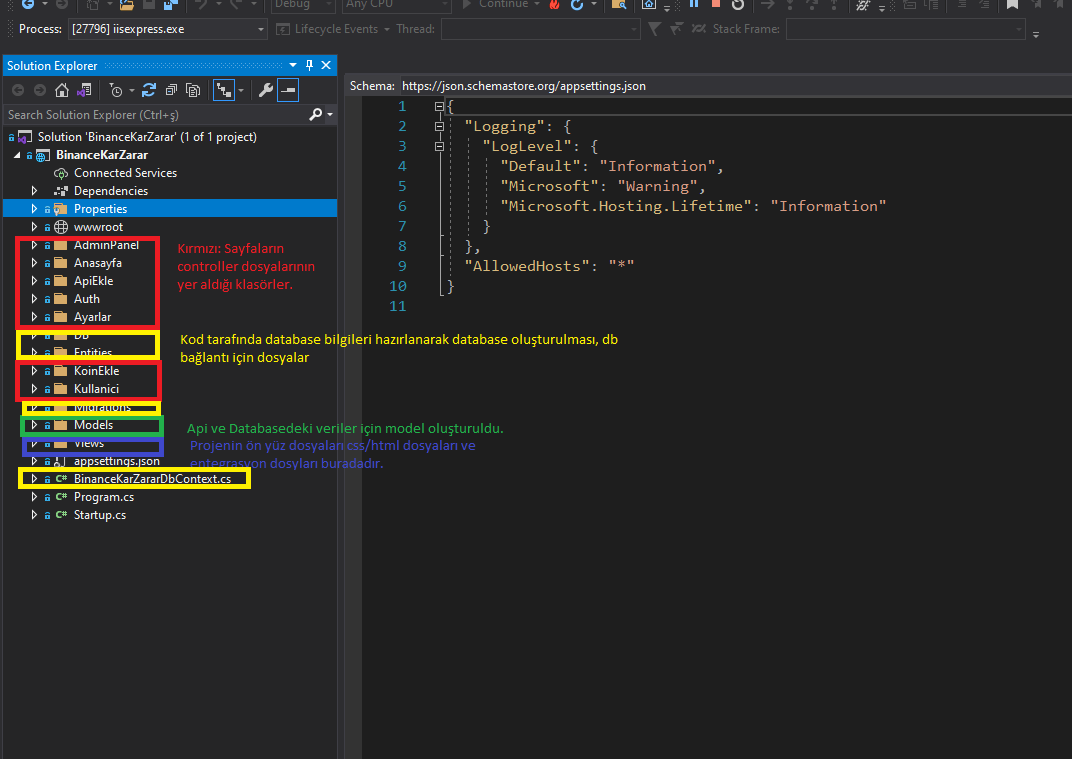 Debug
Any CPU
Continue
Process: [27796] iisexpress.exe
Lifecycle Events
Thread:
Stack Frame:
Solution Explorer
Search Solution Explorer (Ctrl+ş)
Solution 'BinanceKarZarar' (1 of 1 project)
BinanceKarZarar
Connected Services
Dependencies
Properties
wwwroot
AdminPanel
Anasayfa
ApiEkle
Auth
Ayarlar
DB
Entities
KoinEkle
Kullanici
Migrations
Models
Views
appsettings.json
BinanceKarZararDbContext.cs
Program.cs
Startup.cs
Kırmızı: Sayfaların
controller dosyalarının
yer aldığı klasörler.
Kod tarafında database bilgileri hazırlanarak database oluşturulması, db
bağlantı için dosyalar
Api ve Databasedeki veriler için model oluşturuldu.
Projenin ön yüz dosyaları css/html dosyaları ve
entegrasyon dosyları buradadır.
Schema: https://json.schemastore.org/appsettings.json
1 {
2 "Logging": {
3 "LogLevel": {
4 "Default": "Information",
5 "Microsoft": "Warning",
6 "Microsoft.Hosting.Lifetime": "Information"
7 }
8 },
9 "AllowedHosts": "*"
10 }
11